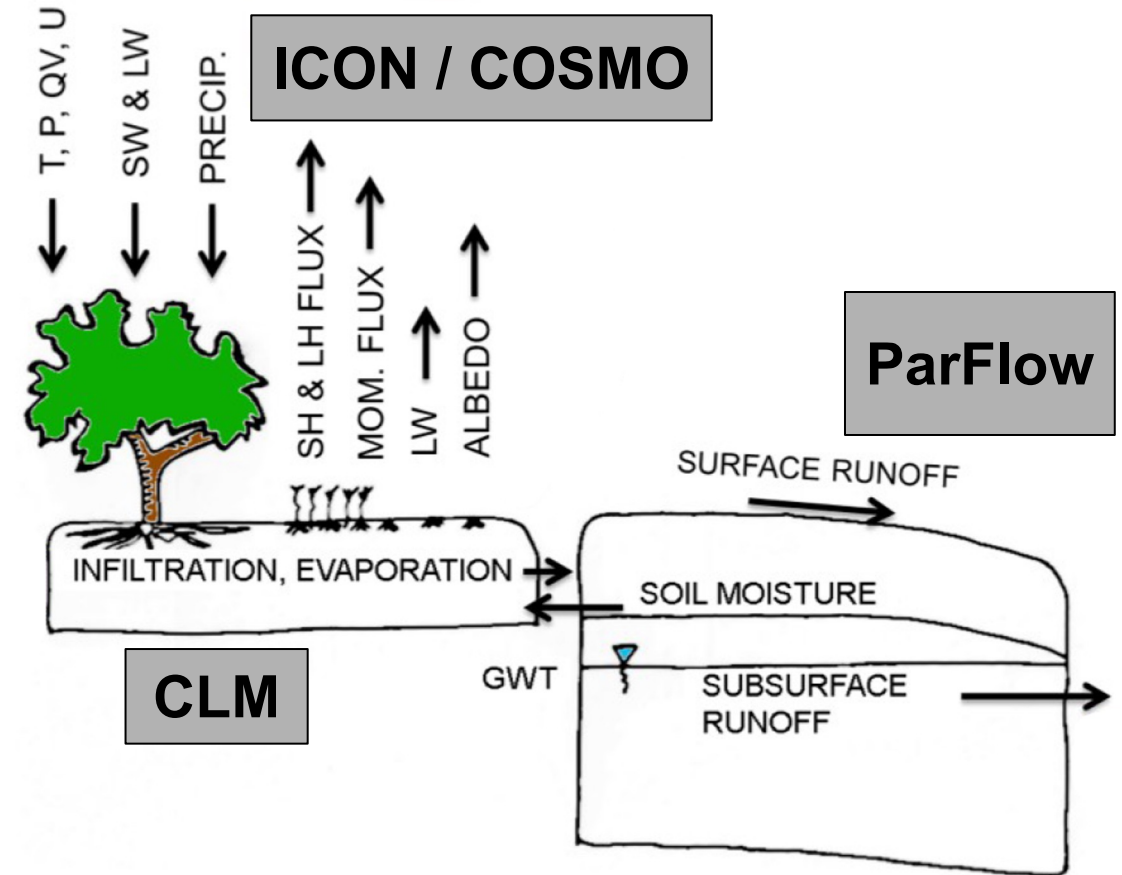 T, P, QV, U
SW & LW
PRECIP.
ICON / COSMO
SH & LH FLUX
MOM. FLUX
LW
ALBEDO
ParFlow
SURFACE RUNOFF
INFILTRATION, EVAPORATION
SOIL MOISTURE
CLM
GWT
SUBSURFACE
RUNOFF